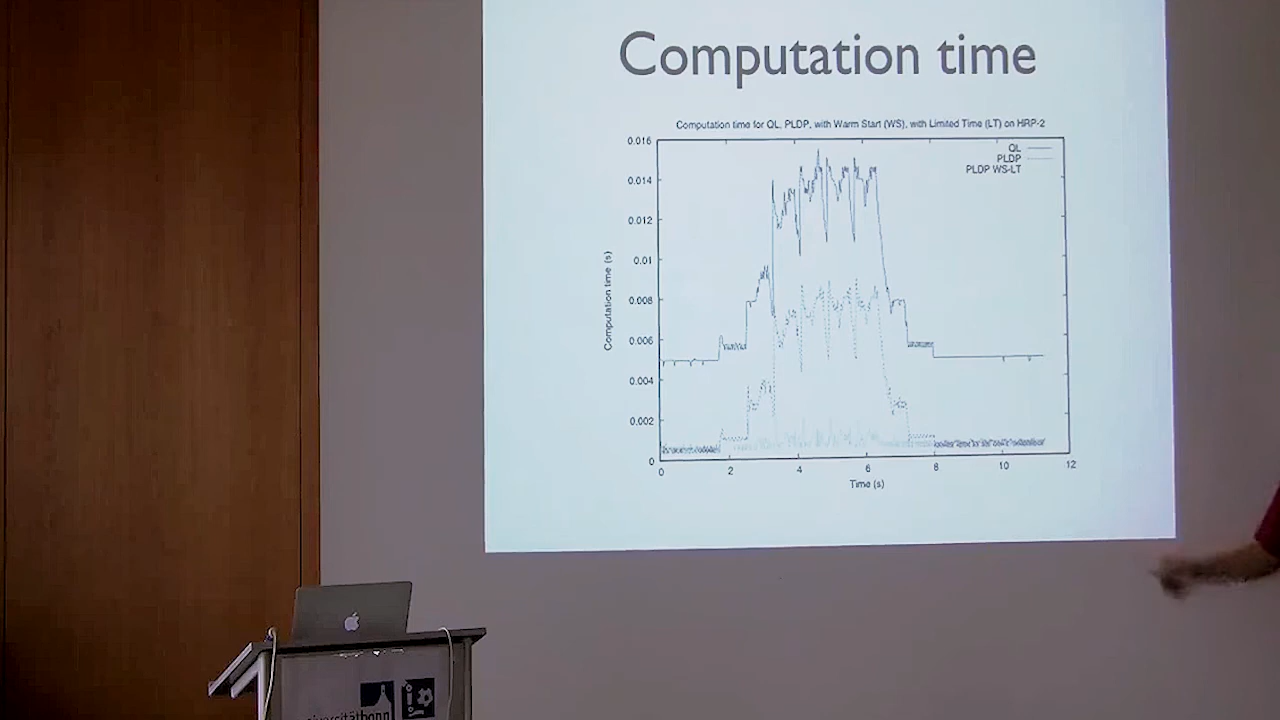 Computation time
Computation time for QL, PLDP, with Warm Start (WS), with Limited Time (LT) on HRP-2
0.016
0.014
0.012
0.01
0.008
0.006
0.004
0.002
0
Computation time (s)
QL
PLDP
PLDP WS-LT
0 2 4 6 8 10 12
Time (s)
universitätbonn